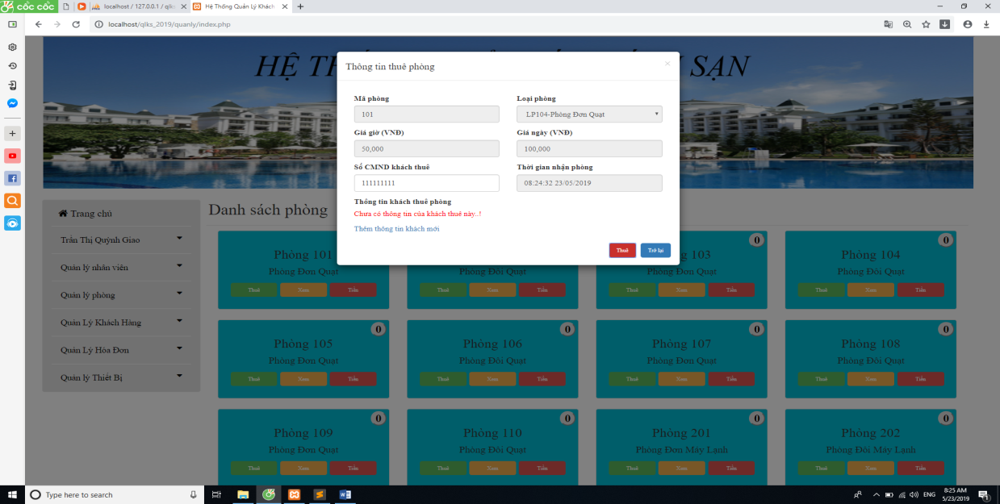 cốc cốc
localhost / 127.0.0.1 / qlks
Hệ Thống Quản Lý Khách
localhost/qlks_2019/quanly/index.php
HỆ
SẠN
Thông tin thuê phòng
×
Mã phòng
Loại phòng
101
LP104-Phòng Đơn Quạt
Giá giờ (VNĐ)
Giá ngày (VNĐ)
50,000
100,000
Số CMND khách thuê
Thời gian nhận phòng
111111111
08:24:32 23/05/2019
Thông tin khách thuê phòng
Chưa có thông tin của khách thuê này..!
Thêm thông tin khách mới
Thuê
Trở lại
Trang chủ
Trần Thị Quỳnh Giao
Quản lý nhân viên
Quản lý phòng
Quản Lý Khách Hàng
Quản Lý Hóa Đơn
Quản lý Thiết Bị
Danh sách phòng
0 0
Phòng 101 103 Phòng 104
Phòng Đơn Quạt Phòng Đôi Quạt Phòng Đơn Quạt Phòng Đôi Quạt
Thuê Xem Tiền Thuê Xem Tiền Thuê Xem Tiền Thuê Xem Tiền
0 0 0 0
Phòng 105 Phòng 106 Phòng 107 Phòng 108
Phòng Đơn Quạt Phòng Đôi Quạt Phòng Đơn Quạt Phòng Đôi Quạt
Thuê Xem Tiền Thuê Xem Tiền Thuê Xem Tiền Thuê Xem Tiền
0 0 0 0
Phòng 109 Phòng 110 Phòng 201 Phòng 202
Phòng Đơn Quạt Phòng Đôi Quạt Phòng Đơn Máy Lạnh Phòng Đôi Máy Lạnh
Thuê Xem Tiền Thuê Xem Tiền Thuê Xem Tiền Thuê Xem Tiền
Type here to search
ENG
8:25 AM
5/23/2019